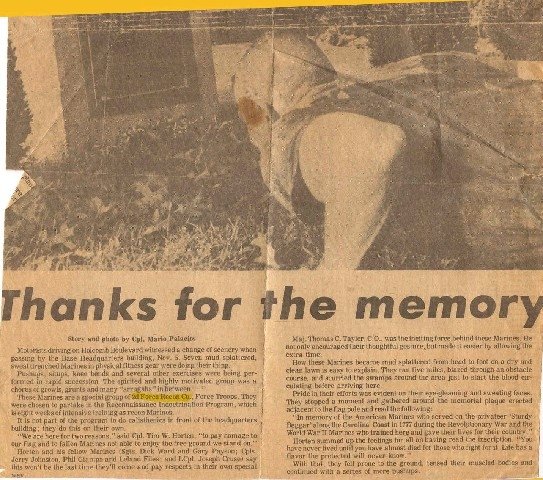 Thanks for the memory
Story and photo by Cpl. Mario Palacios
Motorists driving on Holcomb Boulevard witnessed a change of scenery when
passing by the Base Headquarters building, Nov. 5. Seven mud splattered,
sweat drenched Marines in physical fitness gear were doing their thing.
Pushups, situps, knee bends and several other exercises were being per-
formed in rapid succession. The spirited and highly motivated group was a
chorus of growls, grunts and many "arrughs" in between.
These Marines are a special group of 2d Force Recon Co., Force Troops. They
were chosen to partake in the Reconnaissance Indoctrination Program, which
is eight weeks of intensive training as recon Marines.
It is not part of the program to do calisthenics in front of the headquarters
building, they do this on their own.
"We are here for two reasons," said Cpl. Tito W. Horton, "to pay homage to
our Flag and to fallen Marines not able to enjoy the free ground we stand on."
Horton and his fellow Marines (Sgts. Dick Ward and Gary Payson; Cpls.
Jerry Johnston, Phil and Leland and LCpl. Joseph Cruse) say
this won't be the last time they'll come and pay respects in their own special
way.
Maj. Thomas C. Taylor, C.O., was the instigating force behind these Marines. He
not only encouraged their thoughtful gesture, but made it easier by allowing the
extra time.
How these Marines became mud splattered from head to foot on a dry and
clear lawn is easy to explain. They ran five miles, blazed through an obstacle
course, and survived the swamps around the area just to start the blood cir-
culating before arriving here.
Pride in their efforts was evident on their sweat-showing and sweating faces.
They stopped a moment and gathered around the memorial plaque erected
adjacent to the flag pole and read the following:
"In memory of the American Marines who served on the privateer 'Sturdy
Beggar' along the Carolina Coast in 1777 during the Revolutionary War and the
World War II Marines who trained here and gave their lives for their country."
Horton summed up the feelings for all on having read the inscription. "You
have never lived until you have almost died for those who fight for it. Life has a
flavor the protected will never know."
With that, they fell prone to the ground, tensed their muscled bodies and
continued with a series of more pushups.